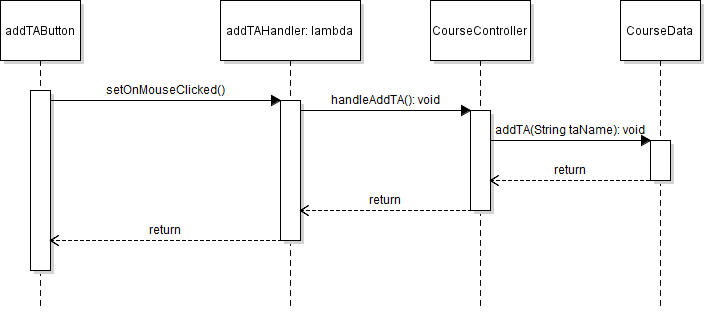 addTAButton
addTAHandler: lambda
CourseController
CourseData
setOnMouseClicked()
handleAddTA(): void
addTA(String taName): void
return
return
return